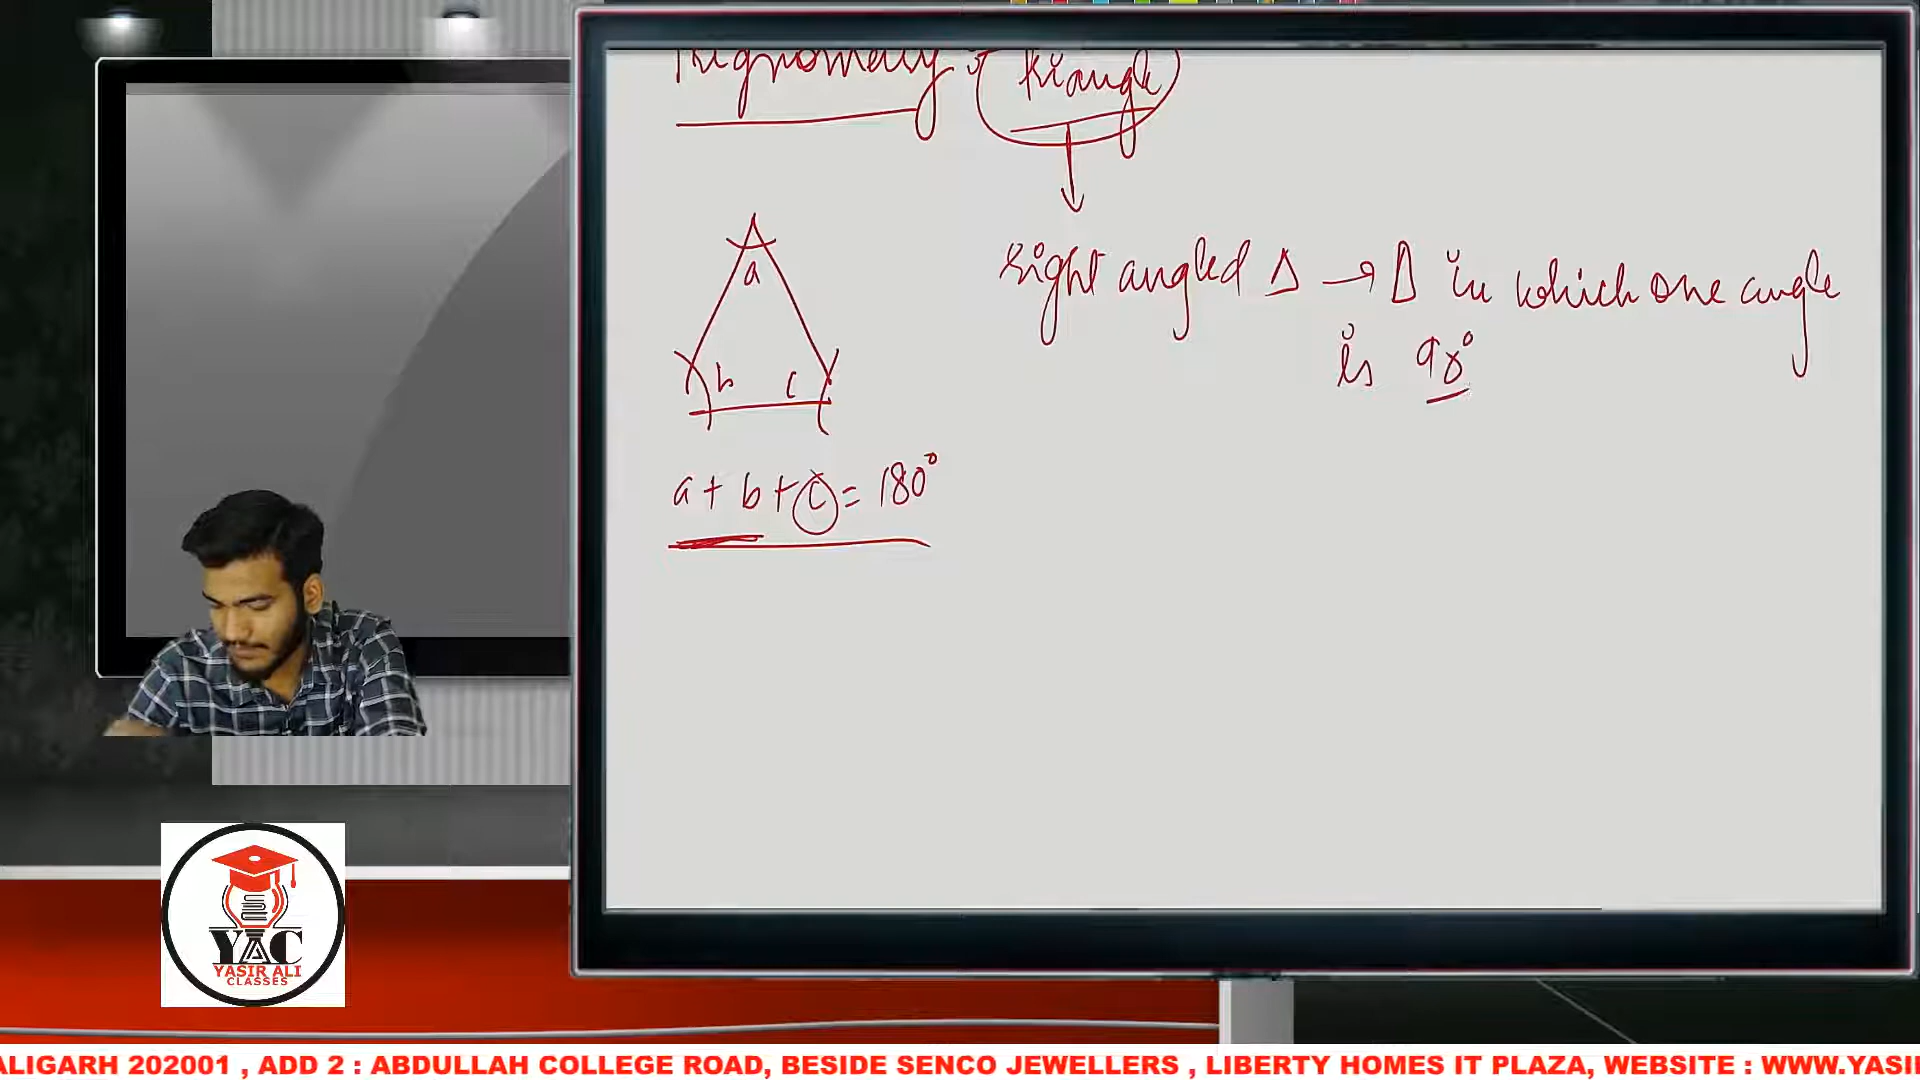 Trignometry : triangle
right angled Δ → Δ in which one angle
is 90°
a
b c
a + b + c = 180°
YAC
YASIR ALI
CLASSES
ALIGARH 202001 , ADD 2 : ABDULLAH COLLEGE ROAD, BESIDE SENCO JEWELLERS , LIBERTY HOMES IT PLAZA, WEBSITE : WWW.YASI